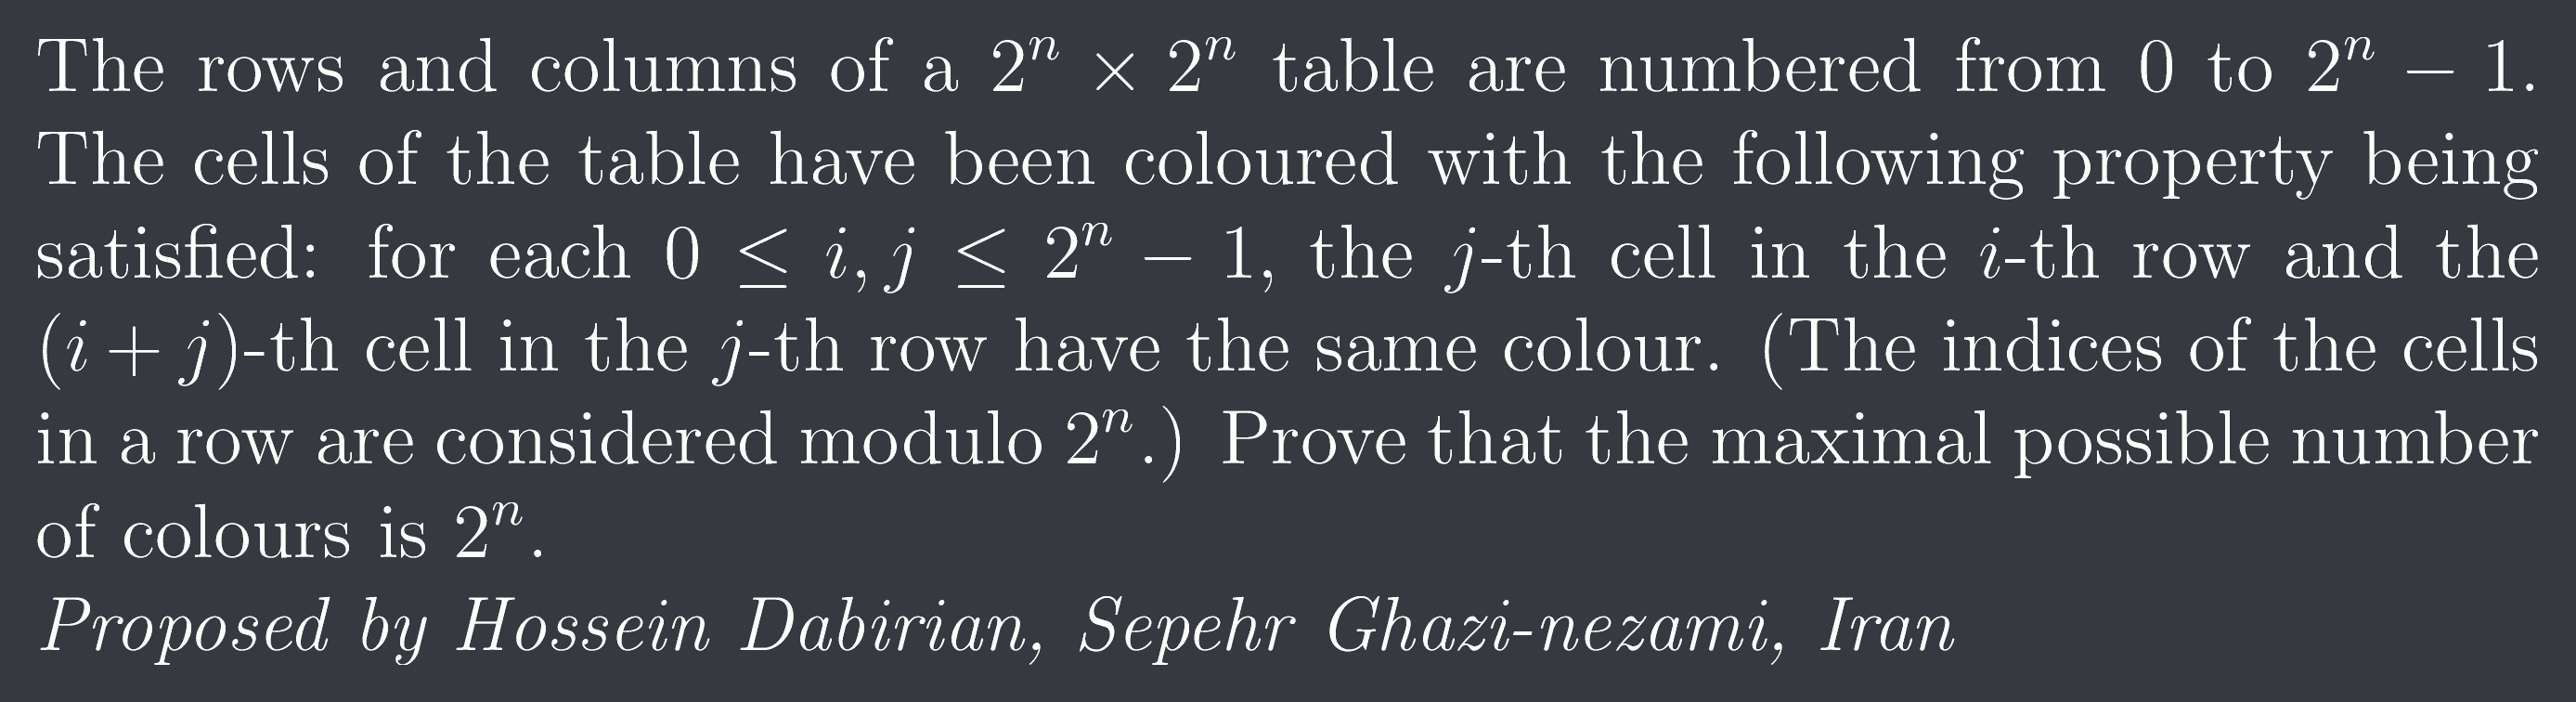 The rows and columns of a $2^n \times 2^n$ table are numbered from 0 to $2^n - 1$.
The cells of the table have been coloured with the following property being
satisfied: for each $0 \leq i, j \leq 2^n - 1$, the $j$-th cell in the $i$-th row and the
$(i + j)$-th cell in the $j$-th row have the same colour. (The indices of the cells
in a row are considered modulo $2^n$.) Prove that the maximal possible number
of colours is $2^n$.
Proposed by Hossein Dabirian, Sepehr Ghazi-nezami, Iran